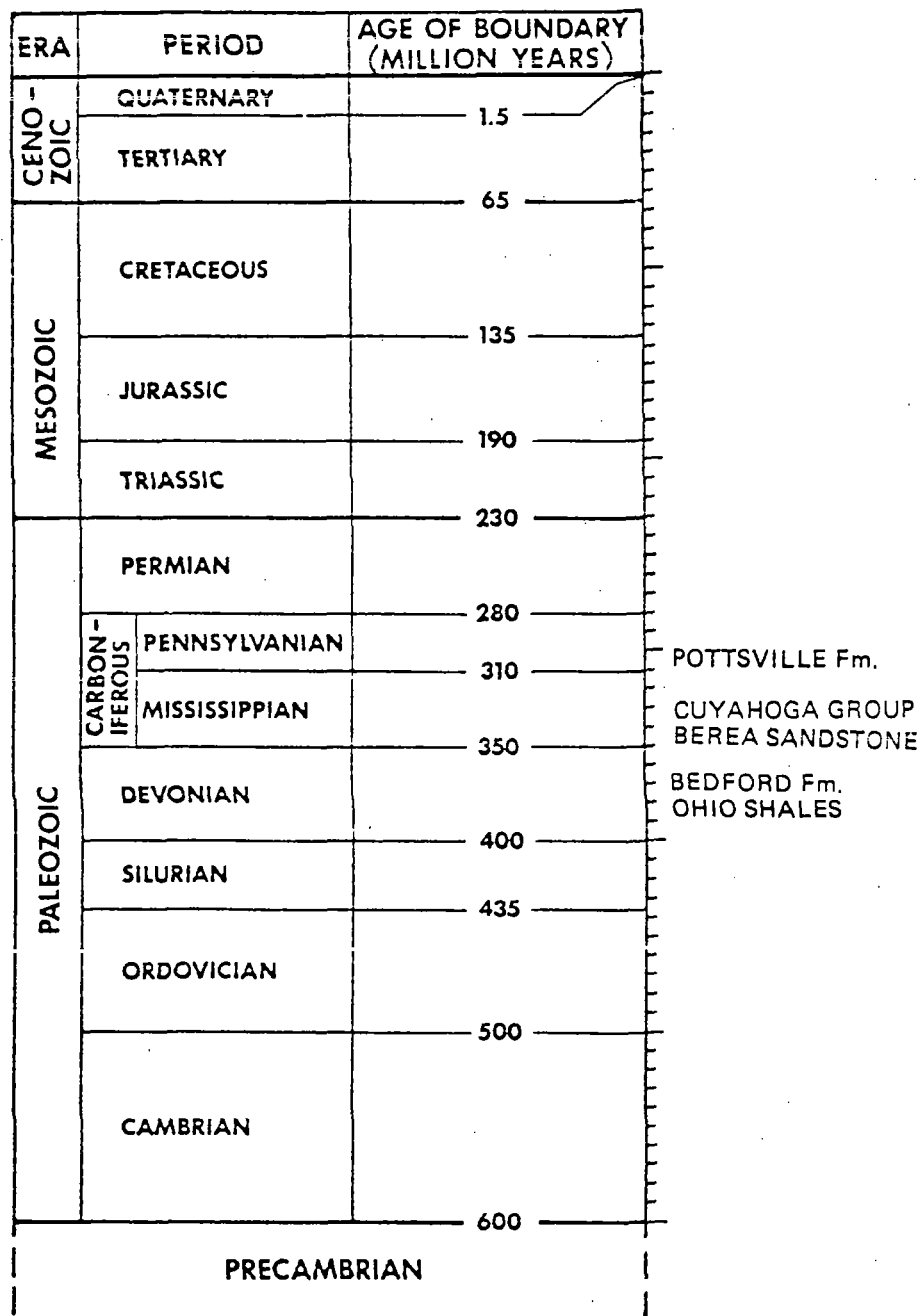 ERA PERIOD AGE OF BOUNDARY
(MILLION YEARS)
CENO-
ZOIC
QUATERNARY
1.5
TERTIARY
65
MESOZOIC
CRETACEOUS
135
JURASSIC
190
TRIASSIC
230
PALEOZOIC
PERMIAN
280
CARBON-
IFEROUS
PENNSYLVANIAN
POTTSVILLE Fm.
310
MISSISSIPPIAN
CUYAHOGA GROUP
BEREA SANDSTONE
350
DEVONIAN
BEDFORD Fm.
OHIO SHALES
400
SILURIAN
435
ORDOVICIAN
500
CAMBRIAN
600
PRECAMBRIAN